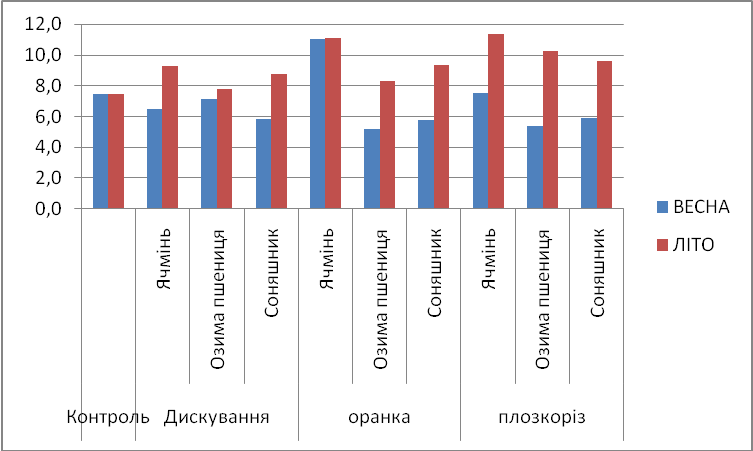 12,0
10,0
8,0
6,0
4,0
2,0
0,0
Ячмінь
Озима пшениця
Соняшник
Ячмінь
Озима пшениця
Соняшник
Ячмінь
Озима пшениця
Соняшник
Контроль
Дискування
оранка
плозкоріз
ВЕСНА
ЛІТО